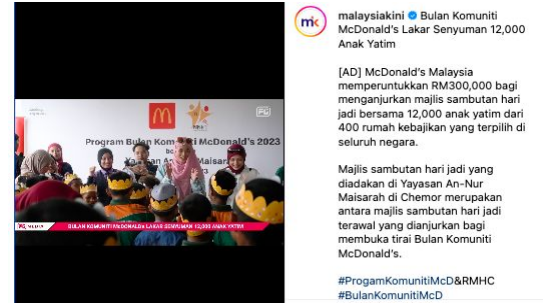 Program Bulan Komuniti McDonald's 2023
BULAN KOMUNITI McDONALDs LAKAR SENYUMAN 12,000 ANAK YATIM
malaysiakini Bulan Komuniti
McDonald's Lakar Senyuman 12,000
Anak Yatim
[AD] McDonald's Malaysia
memperuntukkan RM300,000 bagi
menganjurkan majlis sambutan hari
jadi bersama 12,000 anak yatim dari
400 rumah kebajikan yang terpilih di
seluruh negara.
Majlis sambutan hari jadi yang
diadakan di Yayasan An-Nur
Maisarah di Chemor merupakan
antara majlis sambutan hari jadi
terawal yang dianjurkan bagi
membuka tirai Bulan Komuniti
McDonald's.
#ProgamKomunitiMcD&RMHC
#BulanKomunitiMcD